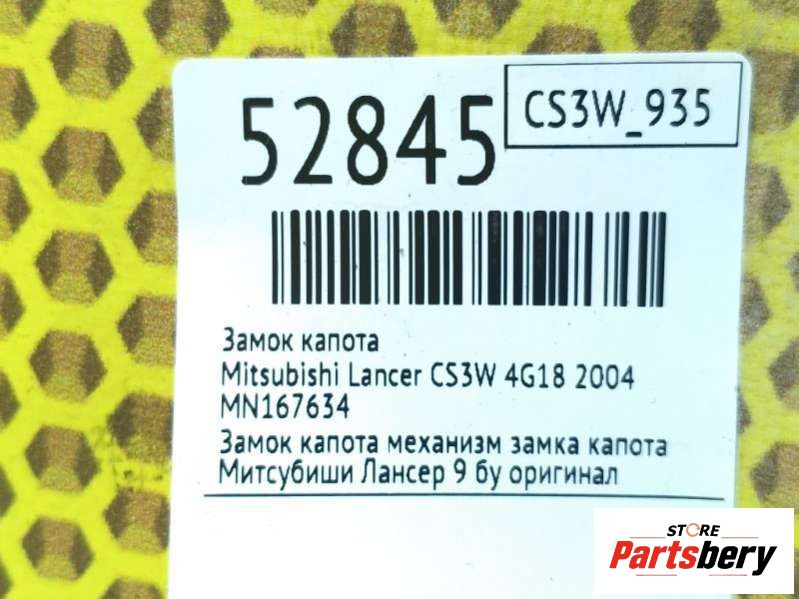 52845
CS3W_935
Замок капота
Mitsubishi Lancer CS3W 4G18 2004
MN167634
Замок капота механизм замка капота
Митсубиши Лансер 9 бу оригинал
STORE
Partsbery